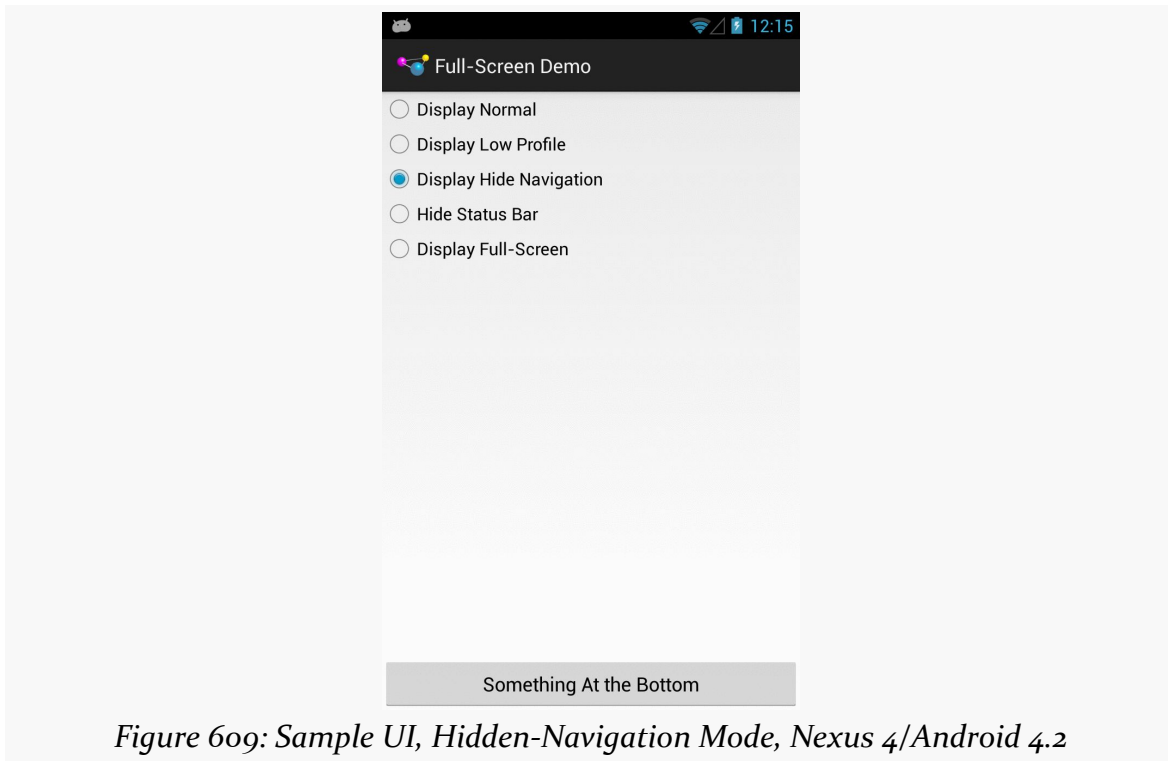 12:15
Full-Screen Demo
Display Normal
Display Low Profile
Display Hide Navigation
Hide Status Bar
Display Full-Screen
Something At the Bottom
Figure 609: Sample UI, Hidden-Navigation Mode, Nexus 4/Android 4.2